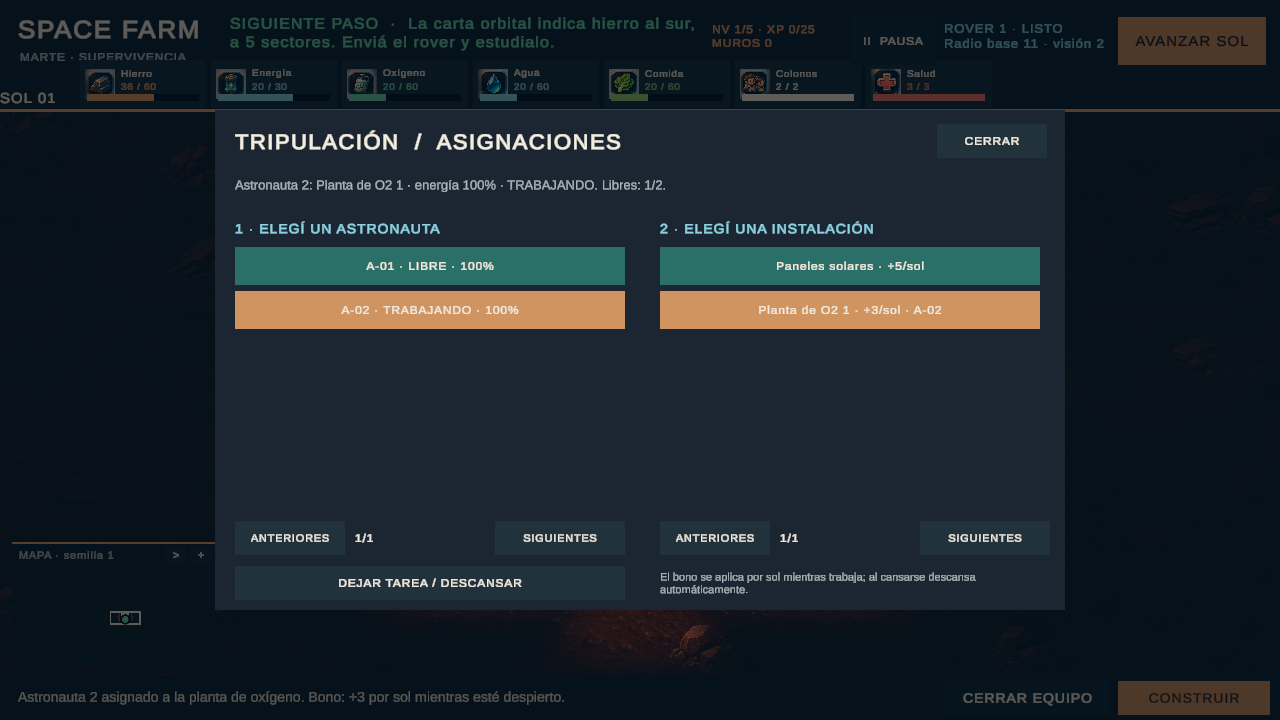 SPACE FARM
MARTE · SUPERVIVENCIA
SIGUIENTE PASO · La carta orbital indica hierro al sur,
a 5 sectores. Enviá el rover y estudialo.
NV 1/5 · XP 0/25
MUROS 0
II PAUSA
ROVER 1 · LISTO
Radio base 11 · visión 2
AVANZAR SOL
SOL 01
Hierro
36 / 60
Energía
20 / 30
Oxígeno
20 / 60
Agua
20 / 60
Comida
20 / 60
Colonos
2 / 2
Salud
3 / 3
TRIPULACIÓN / ASIGNACIONES
CERRAR
Astronauta 2: Planta de O2 1 · energía 100% · TRABAJANDO. Libres: 1/2.
1 · ELEGÍ UN ASTRONAUTA
A-01 · LIBRE · 100%
A-02 · TRABAJANDO · 100%
2 · ELEGÍ UNA INSTALACIÓN
Paneles solares · +5/sol
Planta de O2 1 · +3/sol · A-02
ANTERIORES
1/1
SIGUIENTES
ANTERIORES
1/1
SIGUIENTES
DEJAR TAREA / DESCANSAR
El bono se aplica por sol mientras trabaja; al cansarse descansa
automáticamente.
MAPA · semilla 1
>
+
Astronauta 2 asignado a la planta de oxígeno. Bono: +3 por sol mientras esté despierto.
CERRAR EQUIPO
CONSTRUIR